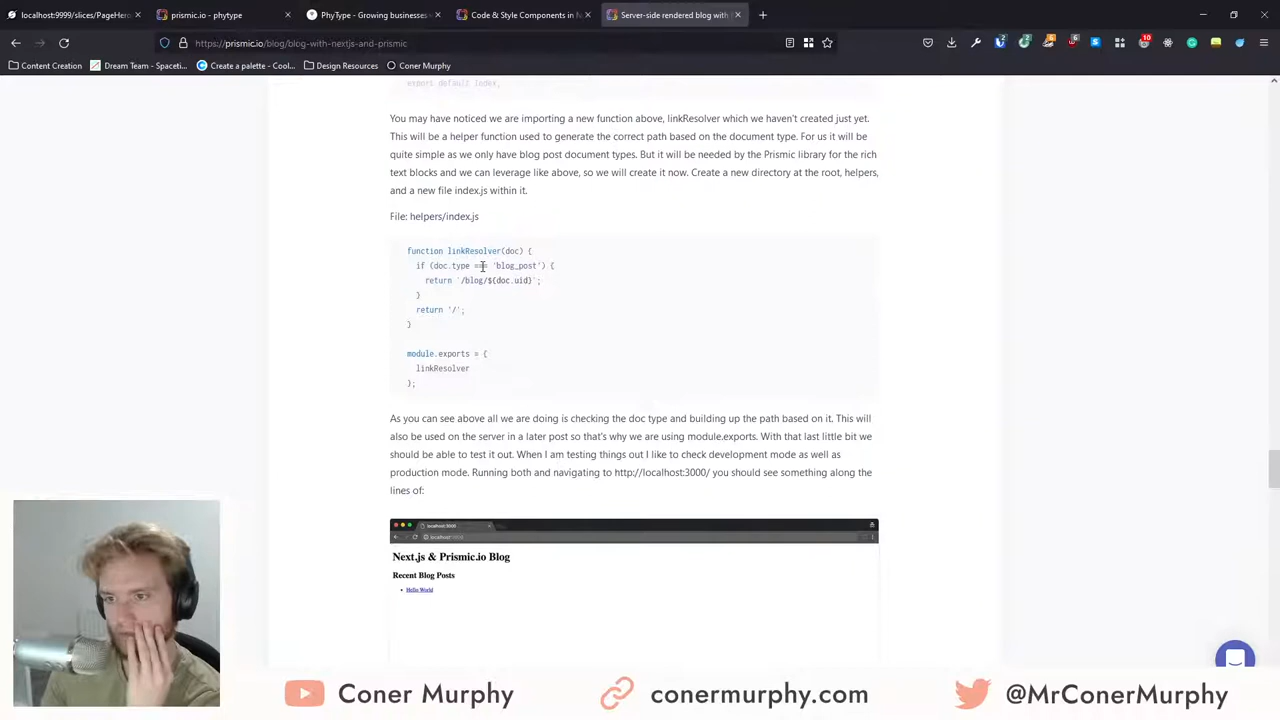 :9999/slices/PageHero
prismic.io - phytype
PhyType - Growing businesses
Code & Style Components in N
Server-side rendered blog with
https://prismic.io/blog/blog-with-nextjs-and-prismic
Content Creation
Dream Team - Spaceti...
Create a palette - Cool...
Design Resources
Coner Murphy
export default Index;
You may have noticed we are importing a new function above, linkResolver which we haven't created just yet.
This will be a helper function used to generate the correct path based on the document type. For us it will be
quite simple as we only have blog post document types. But it will be needed by the Prismic library for the rich
text blocks and we can leverage like above, so we will create it now. Create a new directory at the root, helpers,
and a new file index.js within it.
File: helpers/index.js
function linkResolver(doc) {
if (doc.type === 'blog_post') {
return `/blog/${doc.uid}`;
}
return '/';
}
module.exports = {
linkResolver
};
As you can see above all we are doing is checking the doc type and building up the path based on it. This will
also be used on the server in a later post so that's why we are using module.exports. With that last little bit we
should be able to test it out. When I am testing things out I like to check development mode as well as
production mode. Running both and navigating to http://localhost:3000/ you should see something along the
lines of:
localhost:3000
Next.js & Prismic.io Blog
Recent Blog Posts
Hello World
Coner Murphy
conermurphy.com
@MrConerMurphy